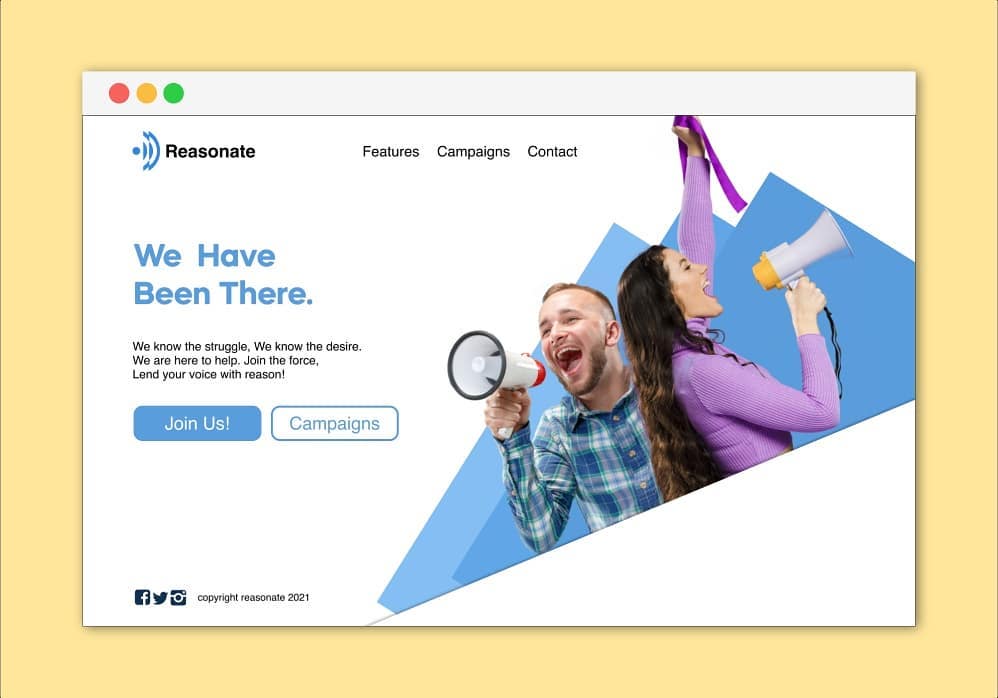 Reasonate
Features Campaigns Contact
We Have
Been There.
We know the struggle, We know the desire.
We are here to help. Join the force,
Lend your voice with reason!
Join Us! Campaigns
copyright reasonate 2021